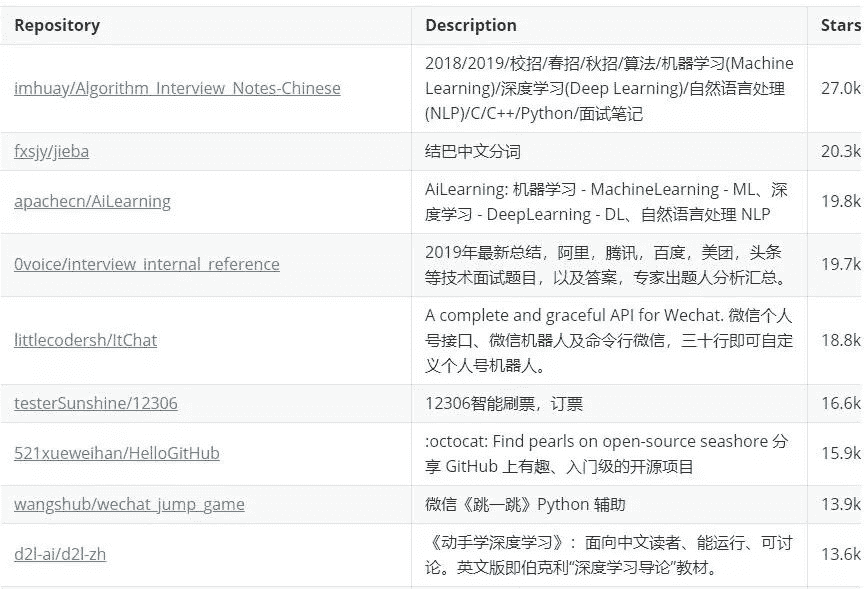 Repository Description Stars
imhuay/Algorithm_Interview_Notes-Chinese
2018/2019/校招/春招/秋招/算法/机器学习(Machine
Learning)/深度学习(Deep Learning)/自然语言处理
(NLP)/C/C++/Python/面试笔记
27.0k
fxsjy/jieba
结巴中文分词
20.3k
apachecn/AiLearning
AiLearning: 机器学习 - MachineLearning - ML、深
度学习 - DeepLearning - DL、自然语言处理 NLP
19.8k
0voice/interview_internal_reference
2019年最新总结，阿里，腾讯，百度，美团，头条
等技术面试题目，以及答案，专家出题人分析汇总。
19.7k
littlecodersh/ItChat
A complete and graceful API for Wechat. 微信个人
号接口、微信机器人及命令行微信，三十行即可自定
义个人号机器人。
18.8k
testerSunshine/12306
12306智能刷票，订票
16.6k
521xueweihan/HelloGitHub
:octocat: Find pearls on open-source seashore 分
享 GitHub 上有趣、入门级的开源项目
15.9k
wangshub/wechat_jump_game
微信《跳一跳》Python 辅助
13.9k
d2l-ai/d2l-zh
《动手学深度学习》：面向中文读者、能运行、可讨
论。英文版即伯克利“深度学习导论”教材。
13.6k